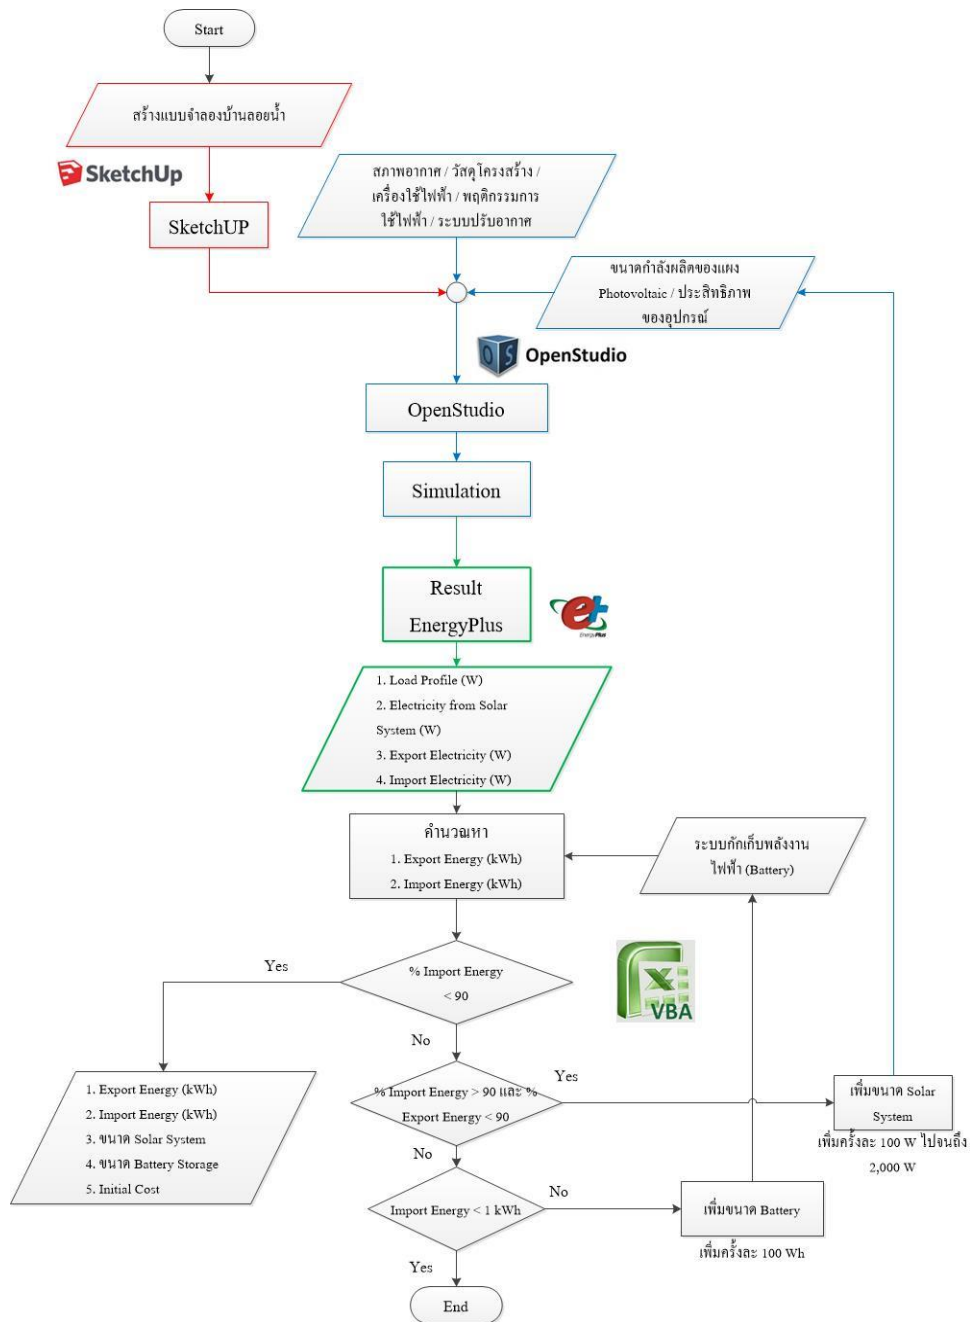 Start
สร้างแบบจำลองบ้านลอยน้ำ
SketchUp
SketchUP
สภาพอากาศ / วัสดุโครงสร้าง /
เครื่องใช้ไฟฟ้า / พฤติกรรมการ
ใช้ไฟฟ้า / ระบบปรับอากาศ
ขนาดกำลังผลิตของแผง
Photovoltaic / ประสิทธิภาพ
ของอุปกรณ์
OS
OpenStudio
OpenStudio
Simulation
Result
EnergyPlus
et
EnergyPlus
1. Load Profile (W)
2. Electricity from Solar
System (W)
3. Export Electricity (W)
4. Import Electricity (W)
คำนวณหา
1. Export Energy (kWh)
2. Import Energy (kWh)
ระบบกักเก็บพลังงาน
ไฟฟ้า (Battery)
% Import Energy
< 90
Yes
No
X
VBA
1. Export Energy (kWh)
2. Import Energy (kWh)
3. ขนาด Solar System
4. ขนาด Battery Storage
5. Initial Cost
% Import Energy > 90 และ %
Export Energy < 90
Yes
No
เพิ่มขนาด Solar
System
เพิ่มครั้งละ 100 W ไปจนถึง
2,000 W
Import Energy < 1 kWh
No
Yes
เพิ่มขนาด Battery
เพิ่มครั้งละ 100 Wh
End